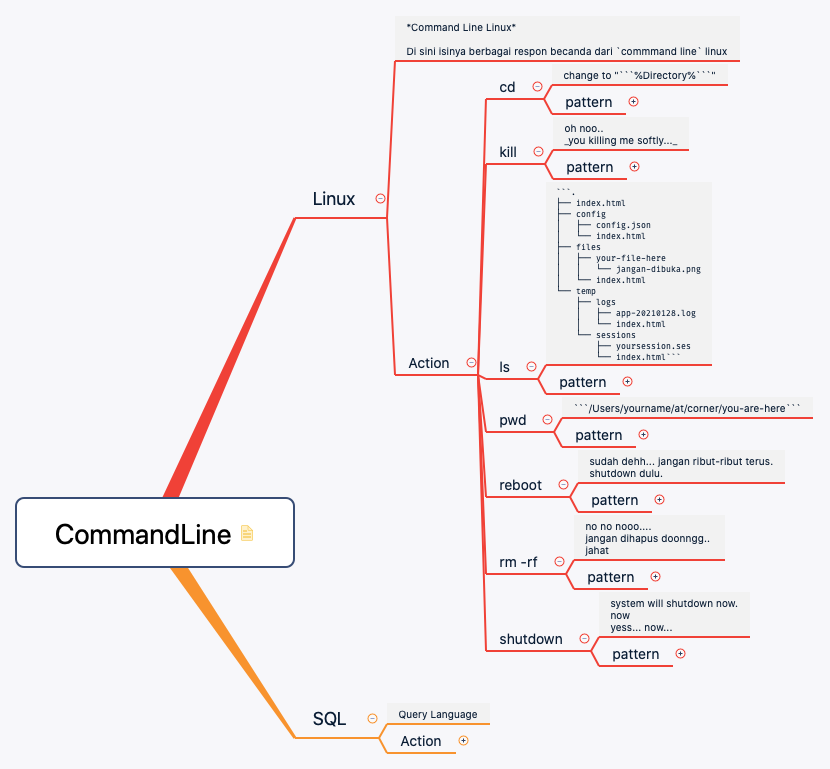 *Command Line Linux*
Di sini isinya berbagai respon becanda dari `commmand line` linux
cd
change to "```%Directory%```"
pattern
kill
oh noo..
_you killing me softly..._
pattern
Linux
```.
├── index.html
├── config
│   ├── config.json
│   └── index.html
├── files
│   ├── your-file-here
│   │   └── jangan-dibuka.png
│   └── index.html
└── temp
    ├── logs
    │   ├── app-20210128.log
    │   └── index.html
    └── sessions
        ├── yoursession.ses
        └── index.html```
Action
ls
pattern
pwd
```/Users/yourname/at/corner/you-are-here```
pattern
reboot
sudah dehh... jangan ribut-ribut terus.
shutdown dulu.
pattern
CommandLine
rm -rf
no no nooo....
jangan dihapus doonngg..
jahat
pattern
shutdown
system will shutdown now.
now
yess... now...
pattern
SQL
Query Language
Action